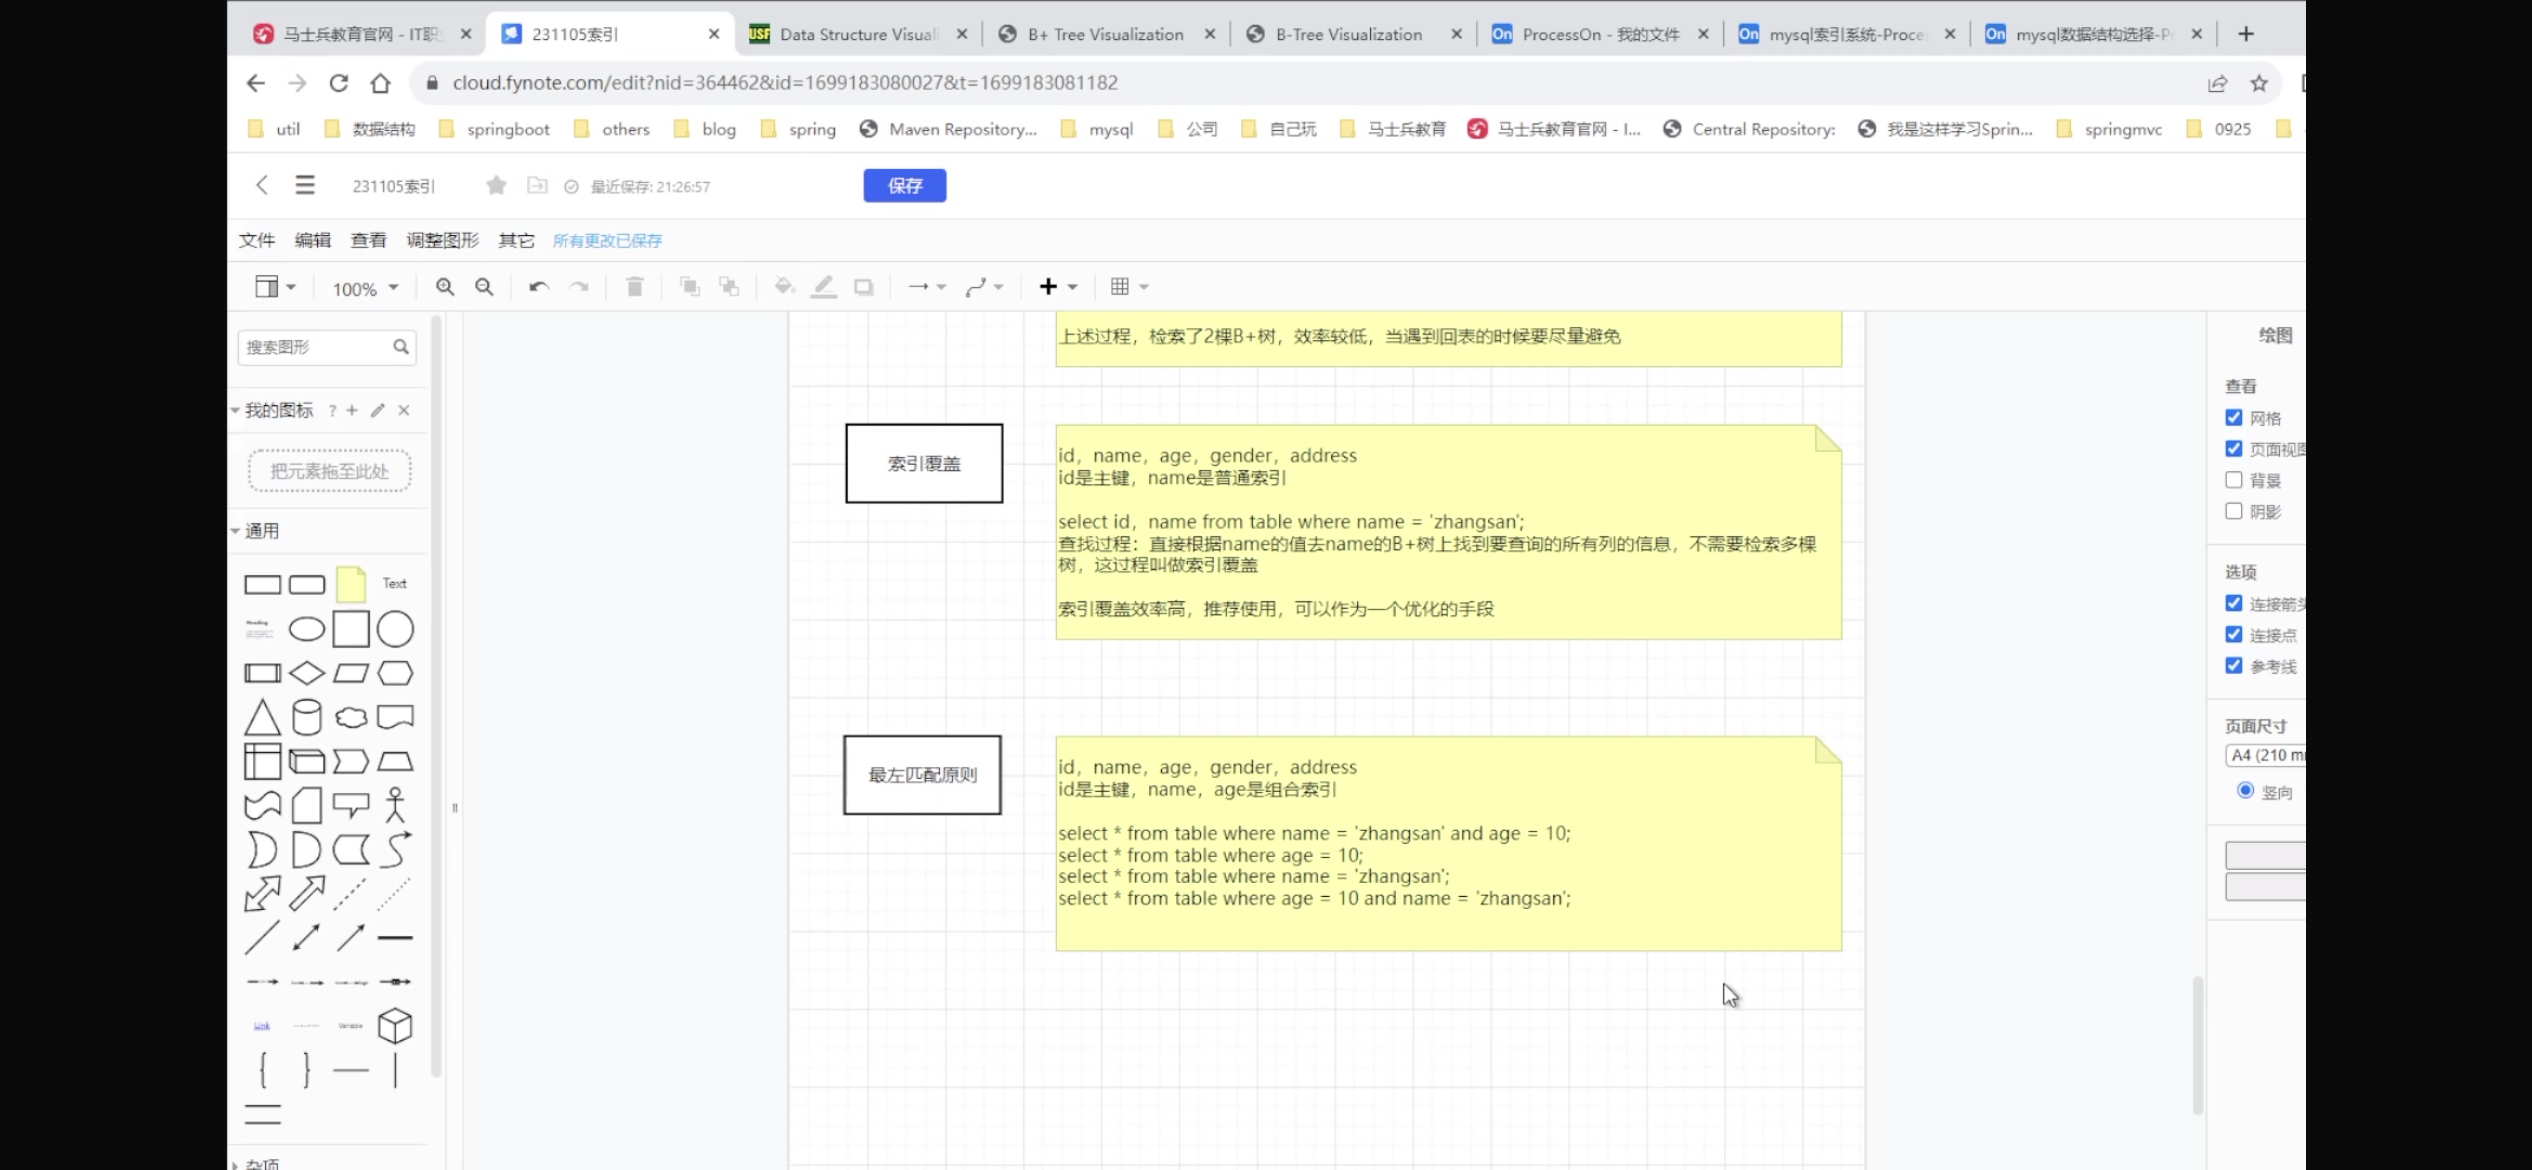 马士兵教育官网 - IT职
231105索引
USF
Data Structure Visuali
B+ Tree Visualization
B-Tree Visualization
On
ProcessOn - 我的文件
On
mysql索引系统-Proce
On
mysql数据结构选择-P
cloud.fynote.com/edit?nid=364462&id=1699183080027&t=1699183081182
util
数据结构
springboot
others
blog
spring
Maven Repository...
mysql
公司
自己玩
马士兵教育
马士兵教育官网 - I...
Central Repository:
我是这样学习Sprin...
springmvc
0925
231105索引
最近保存: 21:26:57
保存
文件
编辑
查看
调整图形
其它
所有更改已保存
100%
搜索图形
我的图标
?
把元素拖至此处
通用
Text
Heading
Link
Variable
杂项
上述过程，检索了2棵B+树，效率较低，当遇到回表的时候要尽量避免
索引覆盖
id，name，age，gender，address
id是主键，name是普通索引
select id，name from table where name = 'zhangsan';
查找过程：直接根据name的值去name的B+树上找到要查询的所有列的信息，不需要检索多棵
树，这过程叫做索引覆盖
索引覆盖效率高，推荐使用，可以作为一个优化的手段
最左匹配原则
id，name，age，gender，address
id是主键，name，age是组合索引
select * from table where name = 'zhangsan' and age = 10;
select * from table where age = 10;
select * from table where name = 'zhangsan';
select * from table where age = 10 and name = 'zhangsan';
绘图
查看
网格
页面视图
背景
阴影
选项
连接箭头
连接点
参考线
页面尺寸
A4 (210 m
竖向